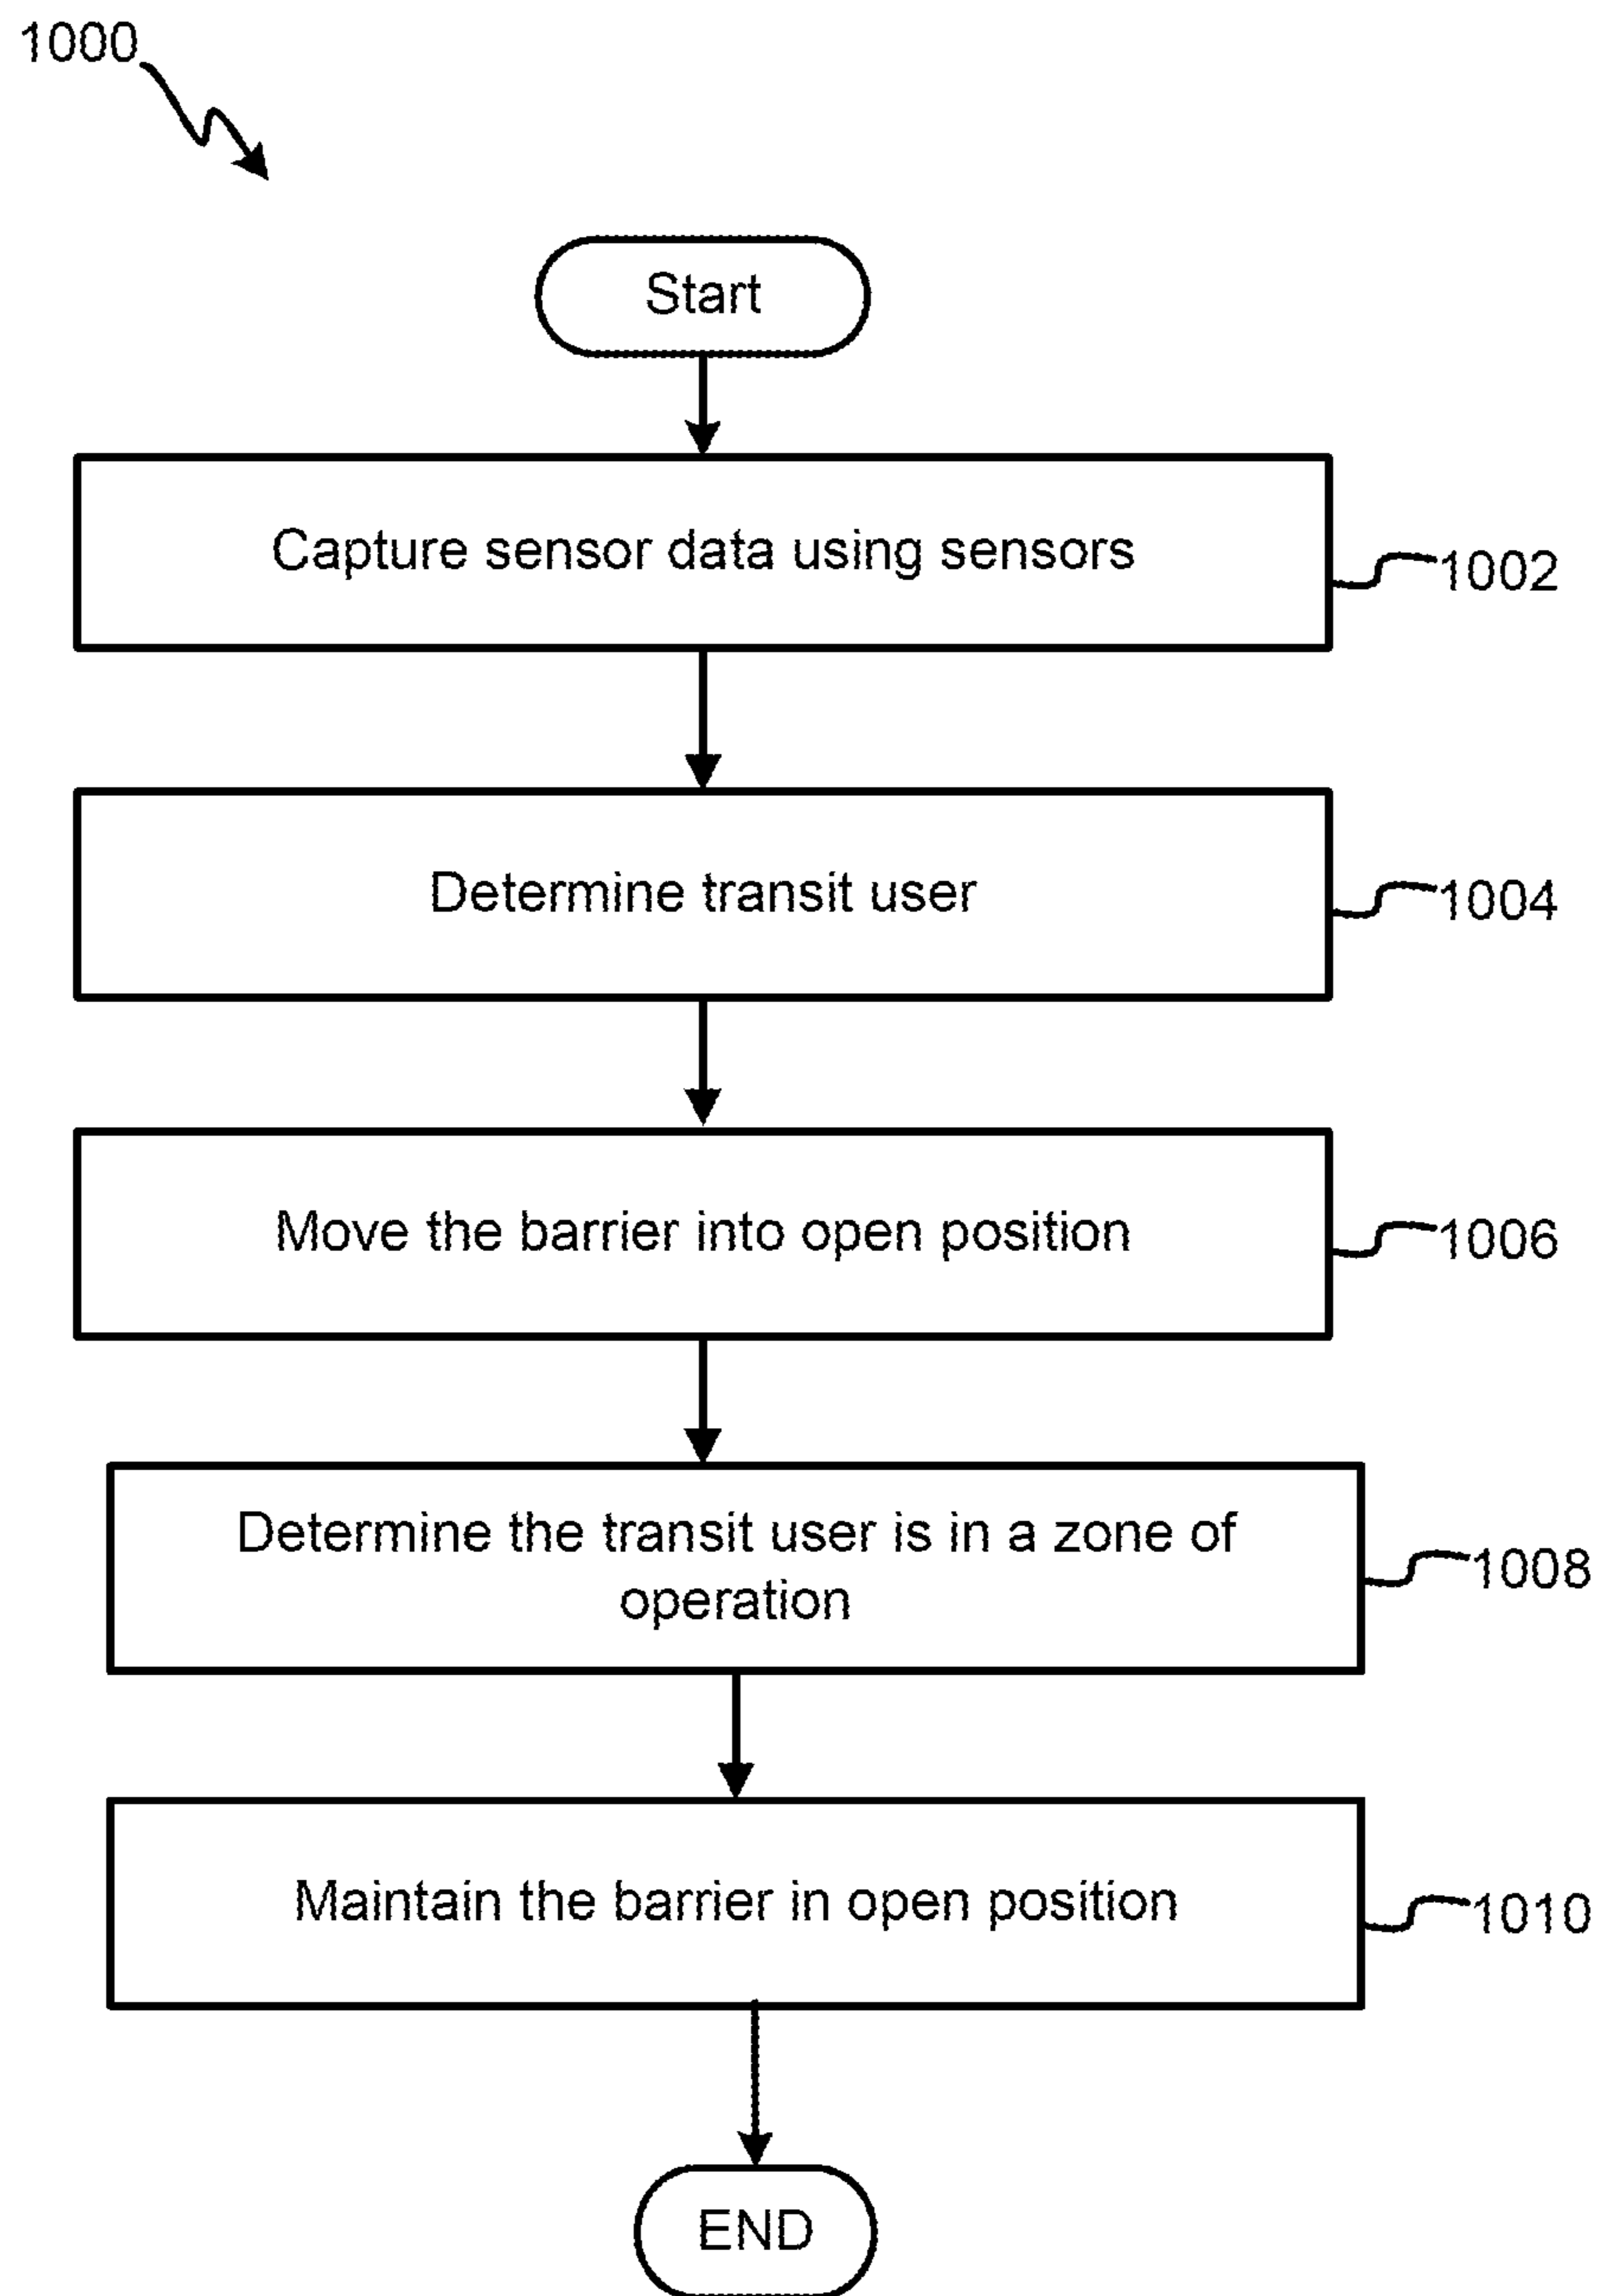 1000
Start
Capture sensor data using sensors
1002
Determine transit user
1004
Move the barrier into open position
1006
Determine the transit user is in a zone of
operation
1008
Maintain the barrier in open position
1010
END